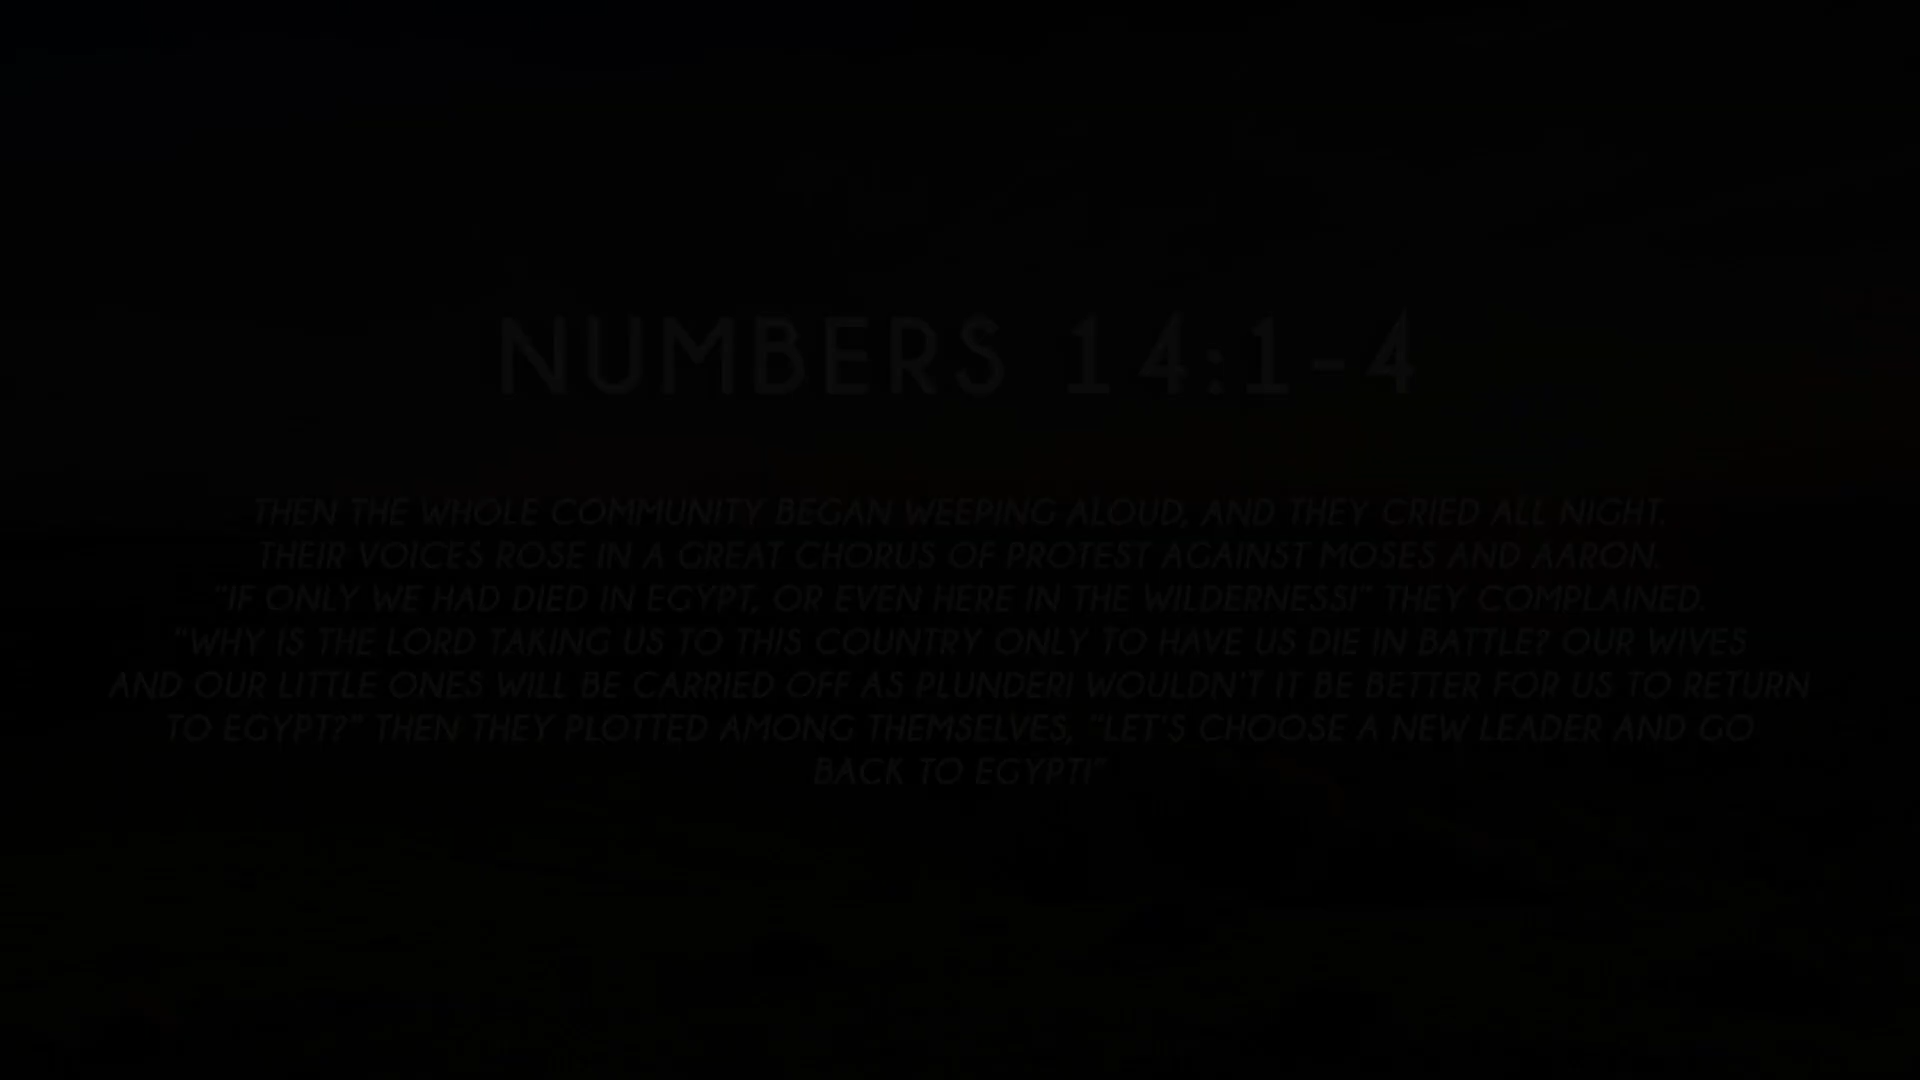 NUMBERS 14:1-4
THEN THE WHOLE COMMUNITY BEGAN WEEPING ALOUD, AND THEY CRIED ALL NIGHT.
THEIR VOICES ROSE IN A GREAT CHORUS OF PROTEST AGAINST MOSES AND AARON.
"IF ONLY WE HAD DIED IN EGYPT, OR EVEN HERE IN THE WILDERNESS!" THEY COMPLAINED.
"WHY IS THE LORD TAKING US TO THIS COUNTRY ONLY TO HAVE US DIE IN BATTLE? OUR WIVES
AND OUR LITTLE ONES WILL BE CARRIED OFF AS PLUNDER! WOULDN'T IT BE BETTER FOR US TO RETURN
TO EGYPT?" THEN THEY PLOTTED AMONG THEMSELVES, "LET'S CHOOSE A NEW LEADER AND GO
BACK TO EGYPT!"